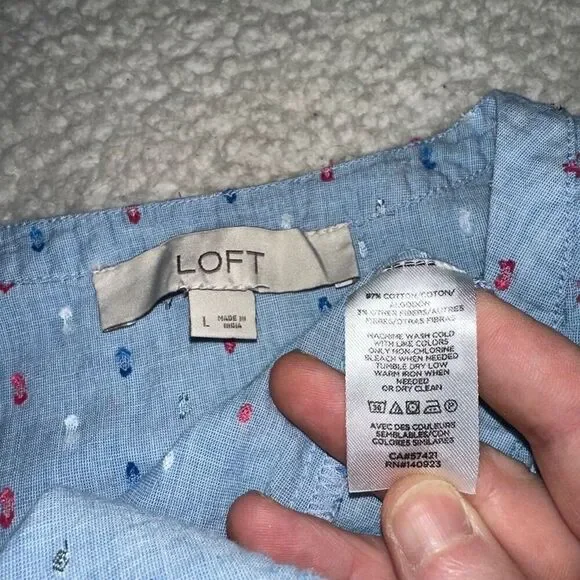 LOFT
L
MADE IN
INDIA
97% COTTON/COTON/
ALGODÓN
3% OTHER FIBERS/AUTRES
FIBRES/OTRAS FIBRAS
MACHINE WASH COLD
WITH LIKE COLORS
ONLY NON-CHLORINE
BLEACH WHEN NEEDED
TUMBLE DRY LOW
WARM IRON WHEN
NEEDED
OR DRY CLEAN
30
AVEC DES COULEURS
SEMBLABLES/CON
COLORES SIMILARES
CA#57421
RN#140923